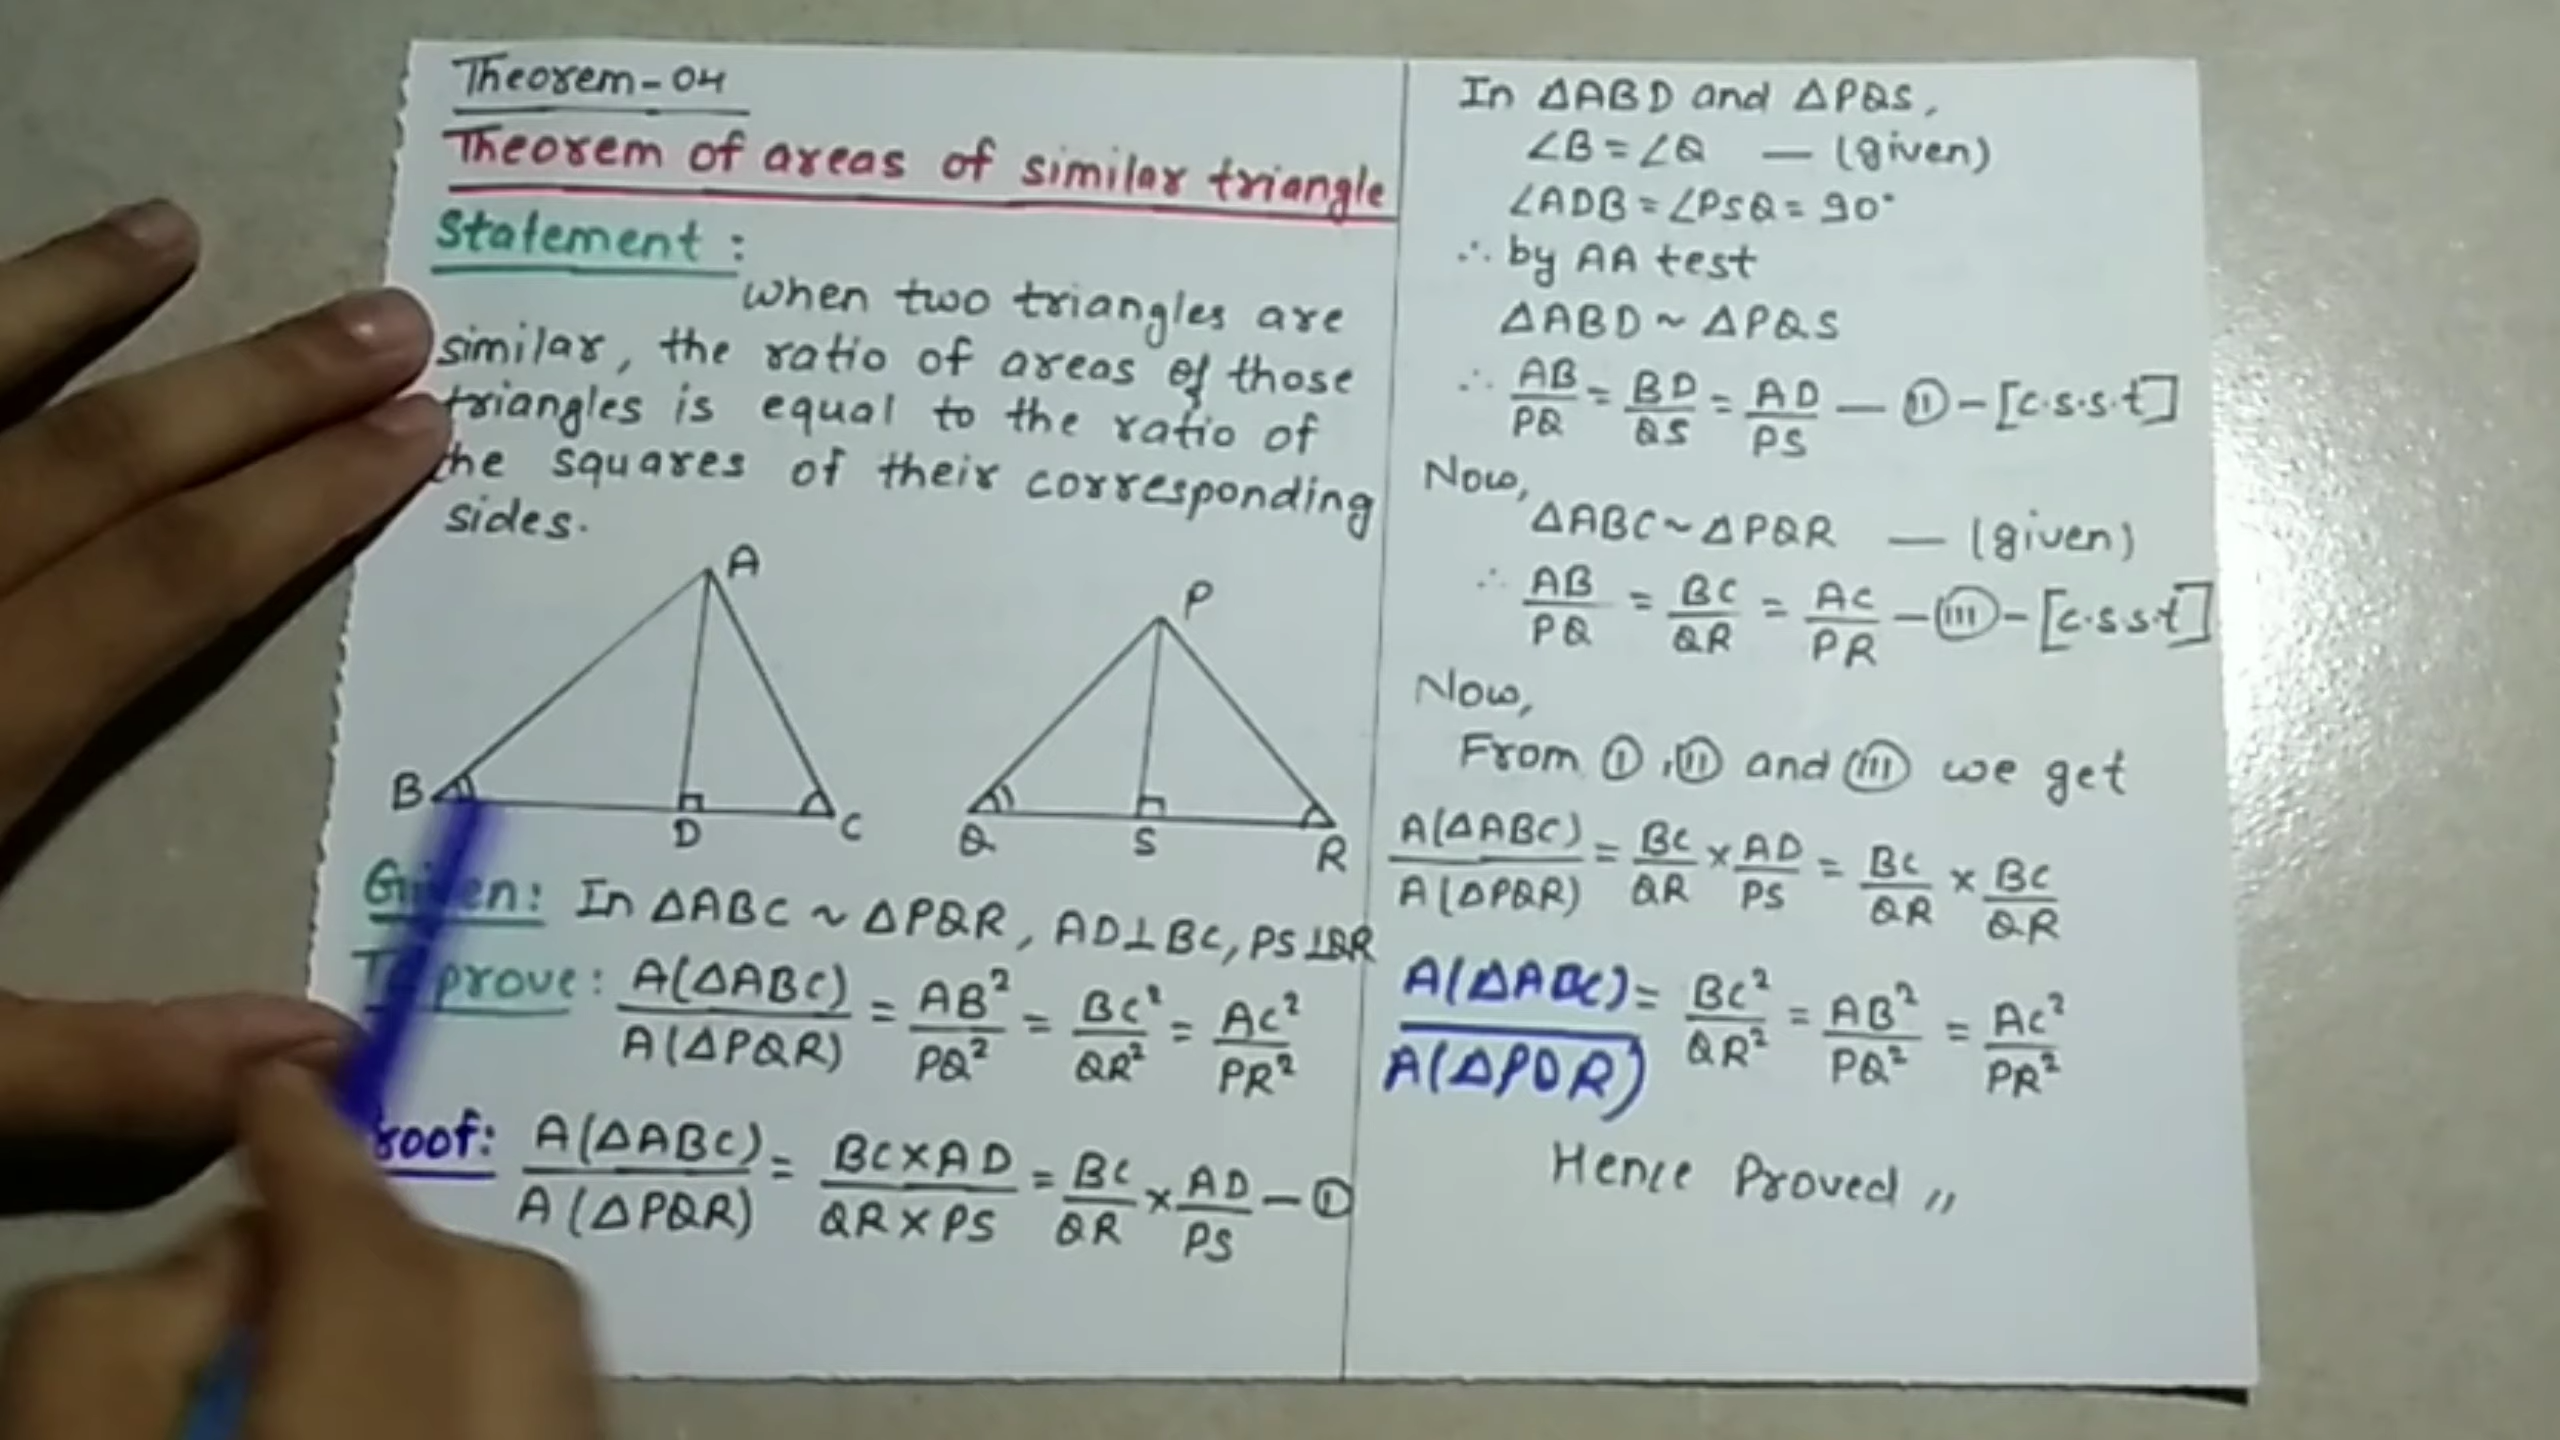 Theorem-04
Theorem of areas of similar triangle
Statement :
when two triangles are
similar, the ratio of areas of those
triangles is equal to the ratio of
the squares of their corresponding
sides.
A
B
D
C
P
Q
S
R
Given: In ΔABC ~ ΔPQR, AD⊥BC, PS⊥QR
To prove: A(ΔABC)/A(ΔPQR) = AB²/PQ² = BC²/QR² = AC²/PR²
roof: A(ΔABC)/A(ΔPQR) = BC×AD/QR×PS = BC/QR × AD/PS — Ⓘ
In ΔABD and ΔPQS,
∠B = ∠Q — (given)
∠ADB = ∠PSQ = 90°
∴ by AA test
ΔABD ~ ΔPQS
∴ AB/PQ = BD/QS = AD/PS — (II) - [c.s.s.t]
Now,
ΔABC ~ ΔPQR — (given)
∴ AB/PQ = BC/QR = AC/PR — (III) - [c.s.s.t]
Now,
From (I), (II) and (III) we get
A(ΔABC)/A(ΔPQR) = BC/QR × AD/PS = BC/QR × BC/QR
A(ΔABC)/A(ΔPQR) = BC²/QR² = AB²/PQ² = AC²/PR²
Hence Proved //